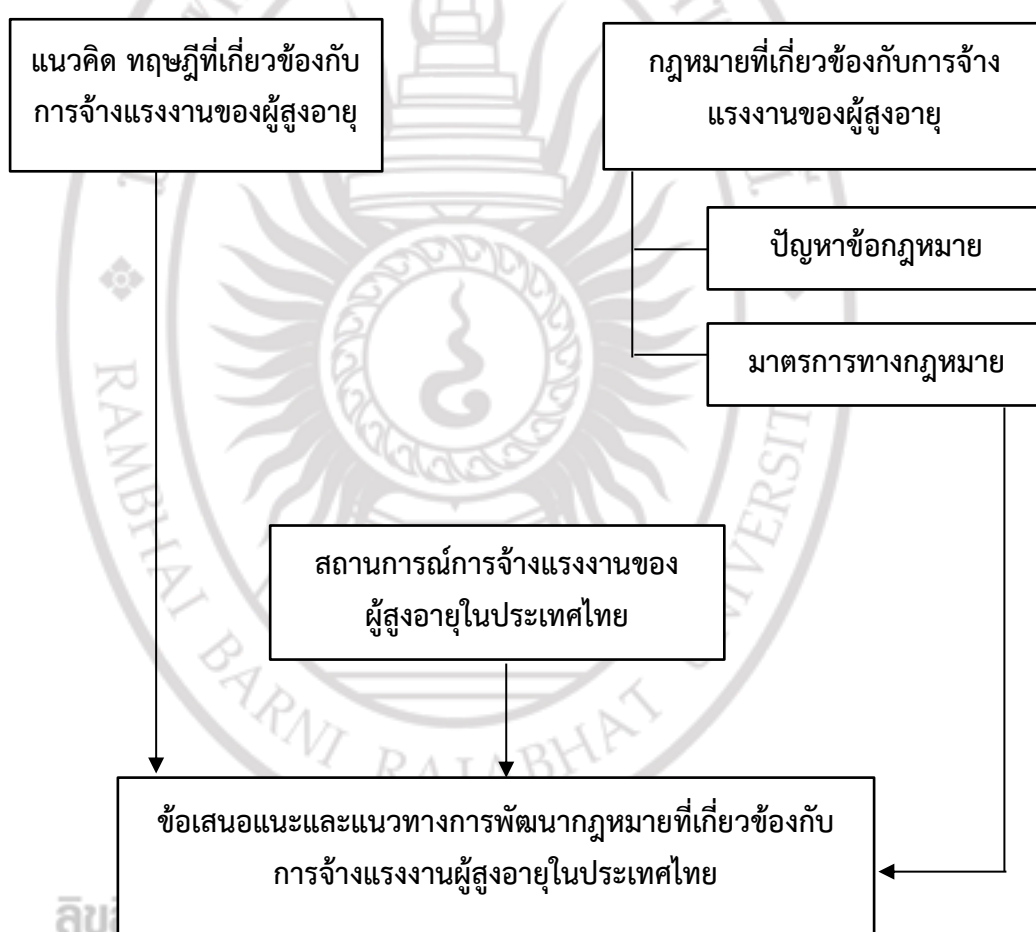 แนวคิด ทฤษฎีที่เกี่ยวข้องกับ
การจ้างแรงงานของผู้สูงอายุ
กฎหมายที่เกี่ยวข้องกับการจ้าง
แรงงานของผู้สูงอายุ
ปัญหาข้อกฎหมาย
มาตรการทางกฎหมาย
สถานการณ์การจ้างแรงงานของ
ผู้สูงอายุในประเทศไทย
ข้อเสนอแนะและแนวทางการพัฒนากฎหมายที่เกี่ยวข้องกับ
การจ้างแรงงานผู้สูงอายุในประเทศไทย
RAMBHAI BARNI RAJABHAT UNIVERSIT